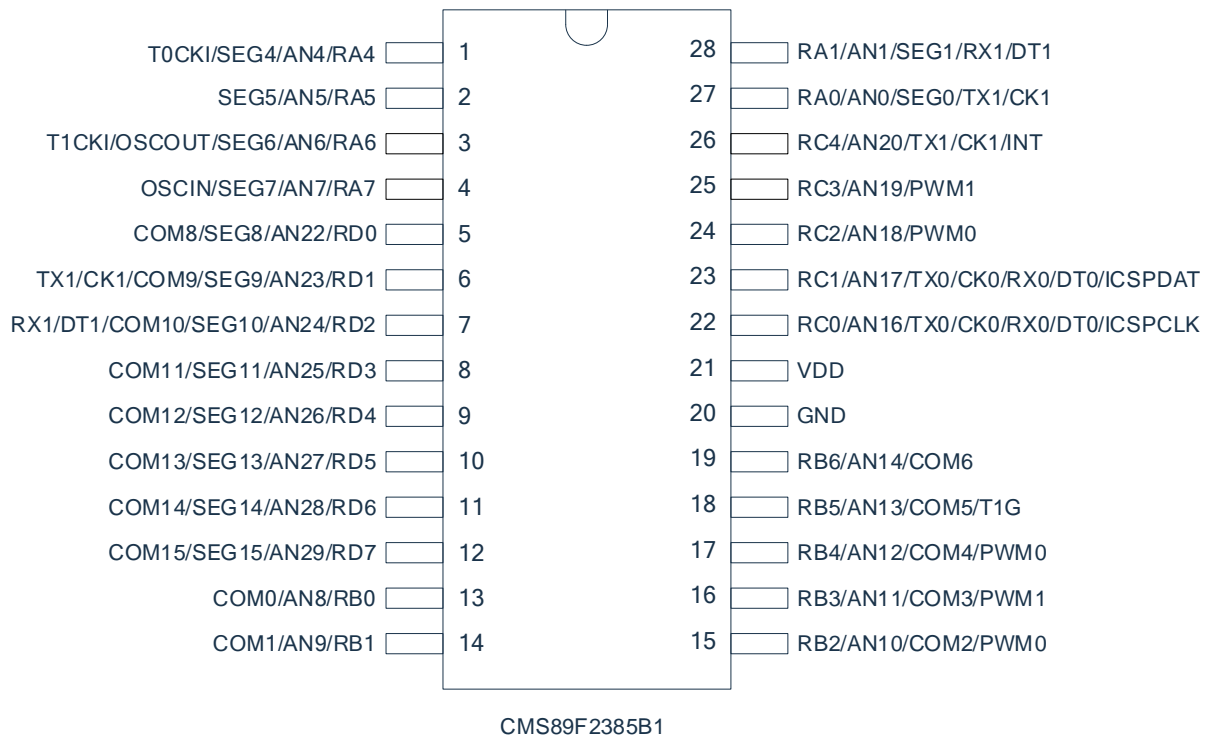 T0CKI/SEG4/AN4/RA4 1 28 RA1/AN1/SEG1/RX1/DT1
SEG5/AN5/RA5 2 27 RA0/AN0/SEG0/TX1/CK1
T1CKI/OSCOUT/SEG6/AN6/RA6 3 26 RC4/AN20/TX1/CK1/INT
OSCIN/SEG7/AN7/RA7 4 25 RC3/AN19/PWM1
COM8/SEG8/AN22/RD0 5 24 RC2/AN18/PWM0
TX1/CK1/COM9/SEG9/AN23/RD1 6 23 RC1/AN17/TX0/CK0/RX0/DT0/ICSPDAT
RX1/DT1/COM10/SEG10/AN24/RD2 7 22 RC0/AN16/TX0/CK0/RX0/DT0/ICSPCLK
COM11/SEG11/AN25/RD3 8 21 VDD
COM12/SEG12/AN26/RD4 9 20 GND
COM13/SEG13/AN27/RD5 10 19 RB6/AN14/COM6
COM14/SEG14/AN28/RD6 11 18 RB5/AN13/COM5/T1G
COM15/SEG15/AN29/RD7 12 17 RB4/AN12/COM4/PWM0
COM0/AN8/RB0 13 16 RB3/AN11/COM3/PWM1
COM1/AN9/RB1 14 15 RB2/AN10/COM2/PWM0
CMS89F2385B1